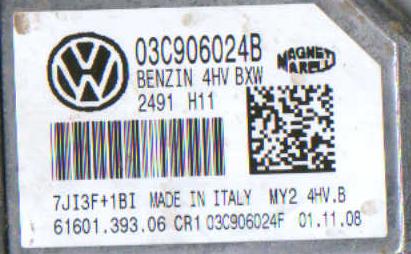 03C906024B
BENZIN 4HV BXW
2491 H11
MAGNETI
MARELLI
7JI3F+1BI MADE IN ITALY MY2 4HV.B
61601.393.06 CR1 03C906024F 01.11.08